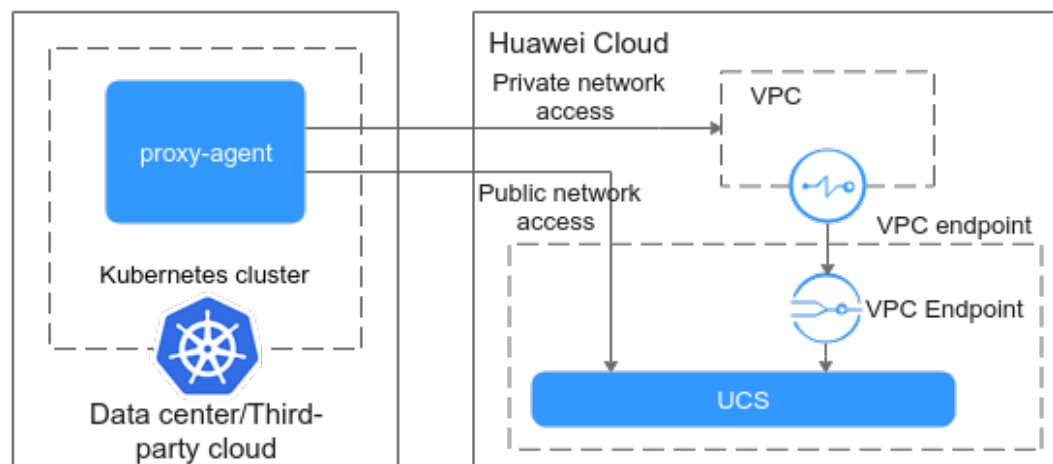 proxy-agent
Kubernetes cluster
Data center/Third-
party cloud
Huawei Cloud
Private network
access
VPC
Public network
access
VPC endpoint
VPC Endpoint
UCS